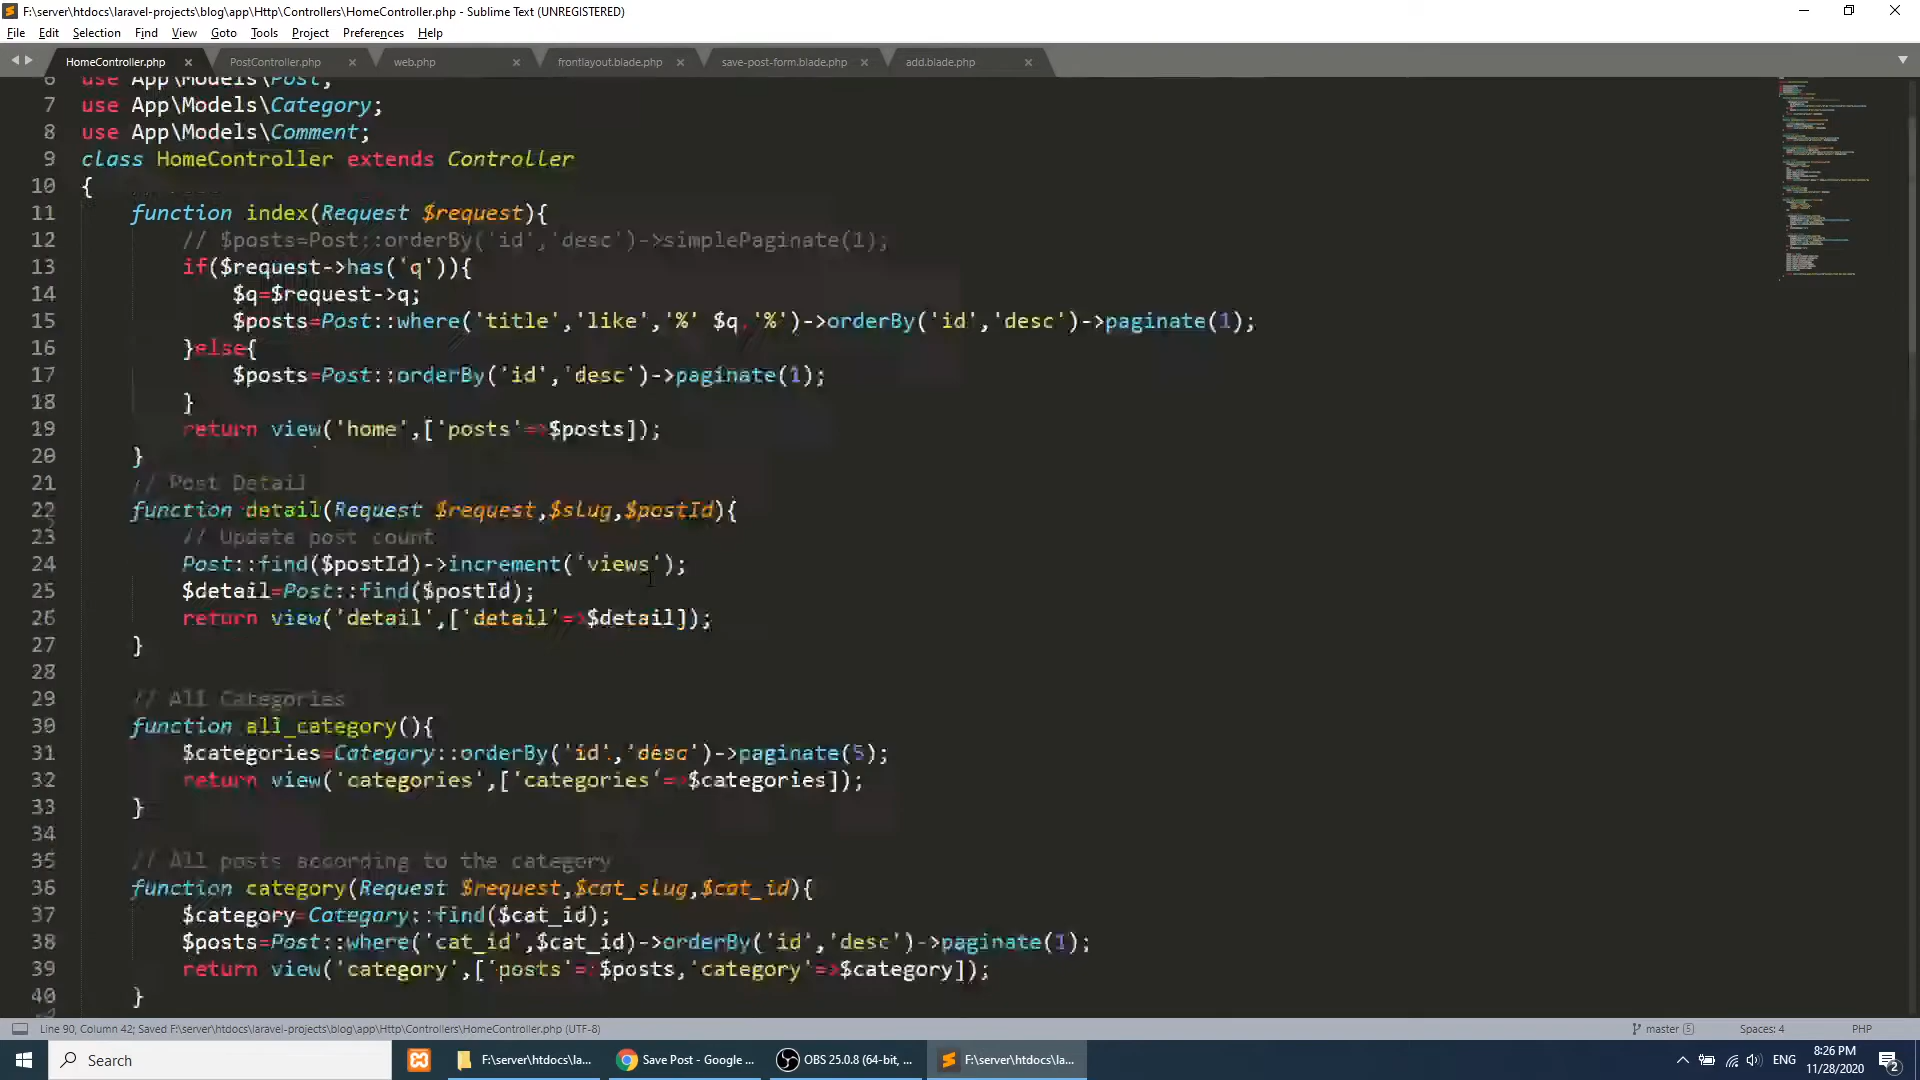 F:\server\htdocs\laravel-projects\blog\app\Http\Controllers\HomeController.php - Sublime Text (UNREGISTERED)
File Edit Selection Find View Goto Tools Project Preferences Help
HomeController.php PostController.php web.php frontlayout.blade.php save-post-form.blade.php add.blade.php
6 use App\Models\Post;
7 use App\Models\Category;
8 use App\Models\Comment;
9 class HomeController extends Controller
10 {
11 function index(Request $request){
12 // $posts=Post::orderBy('id','desc')->simplePaginate(1);
13 if($request->has('q')){
14 $q=$request->q;
15 $posts=Post::where('title','like','%' $q.'%')->orderBy('id','desc')->paginate(1);
16 }else{
17 $posts=Post::orderBy('id','desc')->paginate(1);
18 }
19 return view('home',['posts'=>$posts]);
20 }
21 // Post Detail
22 function detail(Request $request,$slug,$postId){
23 // Update post count
24 Post::find($postId)->increment('views');
25 $detail=Post::find($postId);
26 return view('detail',['detail'=>$detail]);
27 }
28
29 // All Categories
30 function all_category(){
31 $categories=Category::orderBy('id','desc')->paginate(5);
32 return view('categories',['categories'=>$categories]);
33 }
34
35 // All posts according to the category
36 function category(Request $request,$cat_slug,$cat_id){
37 $category=Category::find($cat_id);
38 $posts=Post::where('cat_id',$cat_id)->orderBy('id','desc')->paginate(1);
39 return view('category',['posts'=>$posts,'category'=>$category]);
40 }
Line 90, Column 42; Saved F:\server\htdocs\laravel-projects\blog\app\Http\Controllers\HomeController.php (UTF-8) master 5 Spaces: 4 PHP
Search F:\server\htdocs\la... Save Post - Google ... OBS 25.0.8 (64-bit, ... F:\server\htdocs\la... ENG 8:26 PM
11/28/2020 2